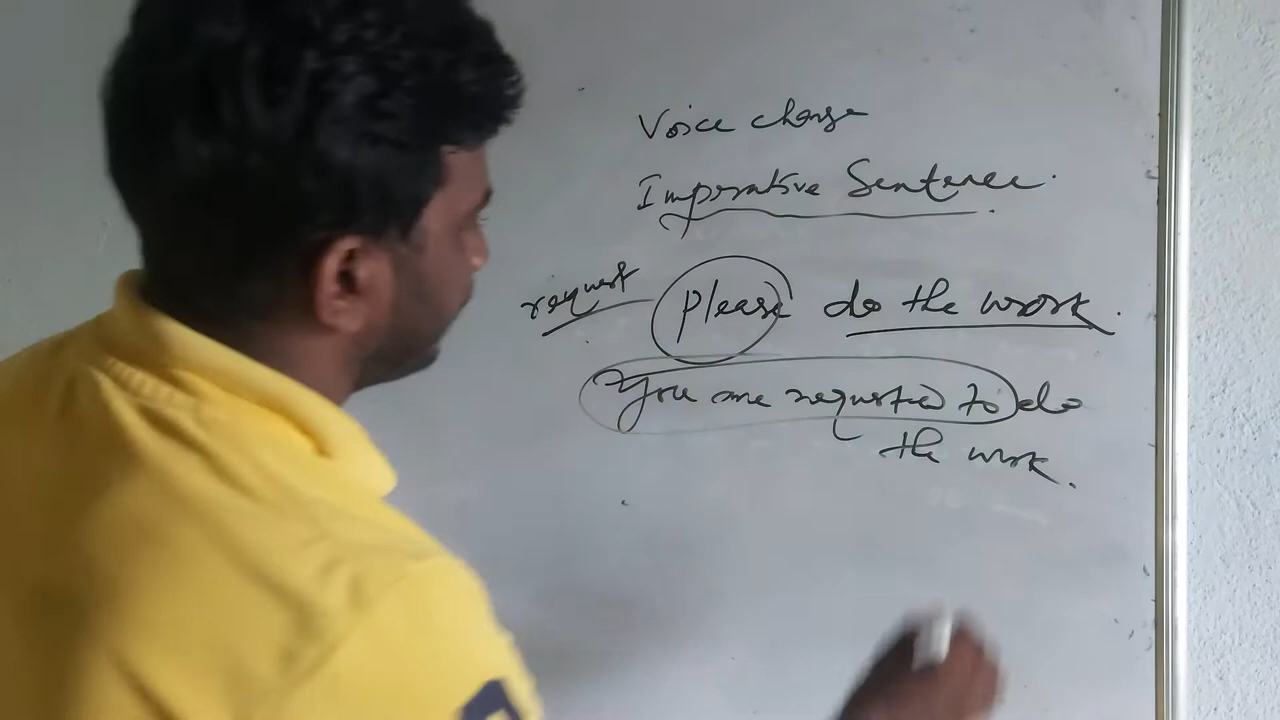 Voice change
Imperative Sentence.
request please do the work.
You are requested to do
the work.